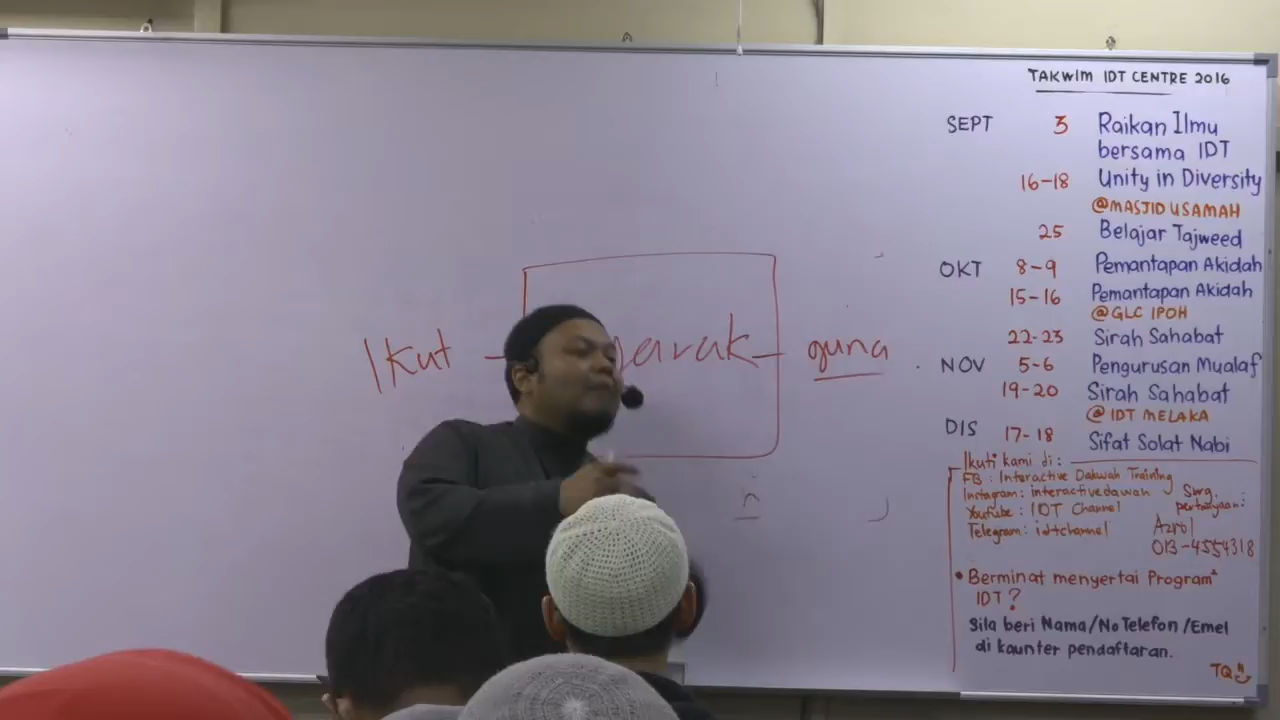 TAKWIM IDT CENTRE 2016
SEPT 3 Raikan Ilmu
bersama IDT
16-18 Unity in Diversity
@MASJID USAMAH
25 Belajar Tajweed
OKT 8-9 Pemantapan Akidah
15-16 Pemantapan Akidah
@GLC IPOH
22-23 Sirah Sahabat
NOV 5-6 Pengurusan Mualaf
19-20 Sirah Sahabat
@ IDT MELAKA
DIS 17-18 Sifat Solat Nabi
Ikuti kami di:
FB : Interactive Dakwah Training
Instagram : interactivedawah
Youtube : IDT Channel
Telegram : idtchannel
pertanyaan:
Azrol
013-4554318
• Berminat menyertai Program²
IDT?
Sila beri Nama/No Telefon/Emel
di kaunter pendaftaran.
TQ
Ikut - arak - guna